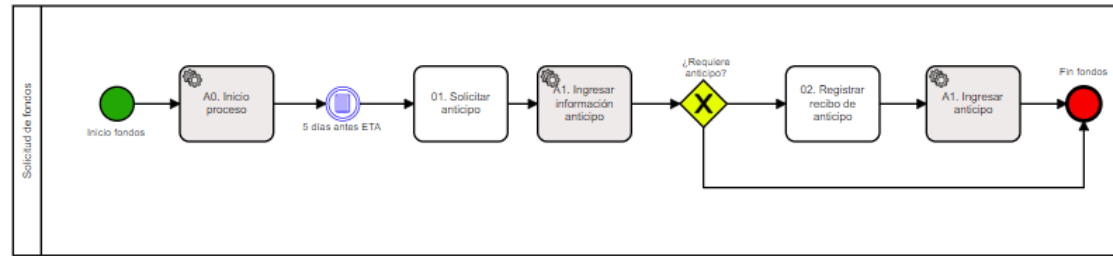 Solicitud de fondos
Inicio fondos
A0. Inicio
proceso
5 días antes ETA
01. Solicitar
anticipo
A1. Ingresar
información
anticipo
¿Requiere
anticipo?
02. Registrar
recibo de
anticipo
A1. Ingresar
anticipo
Fin fondos